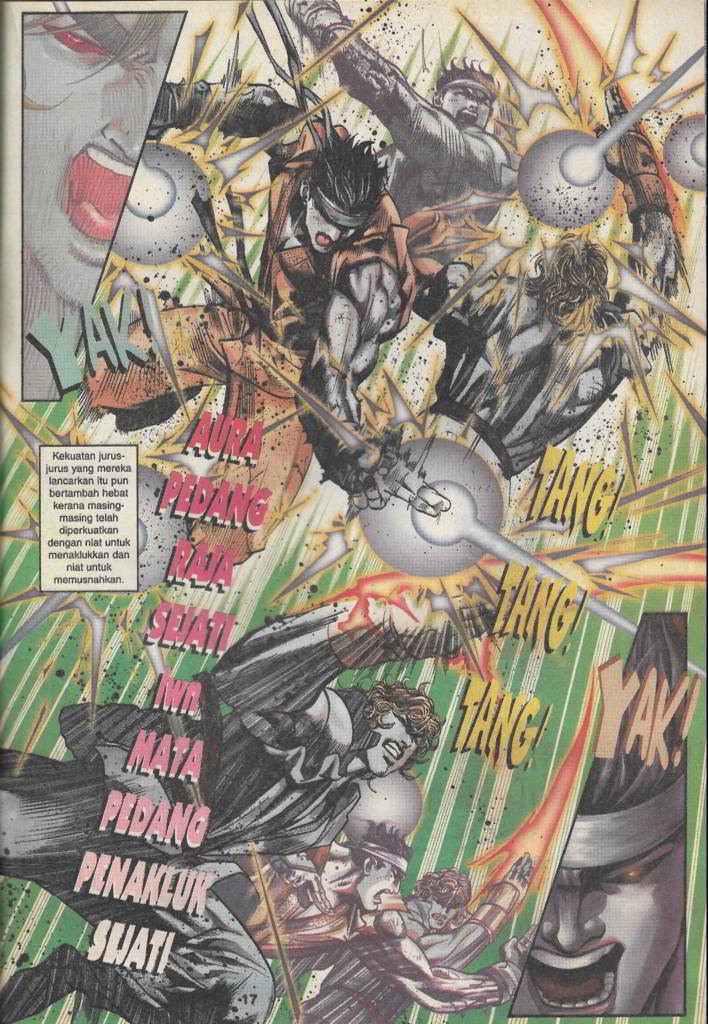 YAK!
Kekuatan jurus-
jurus yang mereka
lancarkan itu pun
bertambah hebat
kerana masing-
masing telah
diperkuatkan
dengan niat untuk
menaklukkan dan
niat untuk
memusnahkan.
AURA
PEDANG
RAJA
SEJATI
lwn.
MATA
PEDANG
PENAKLUK
SEJATI
TANG!
TANG!
TANG!
YAK!
17